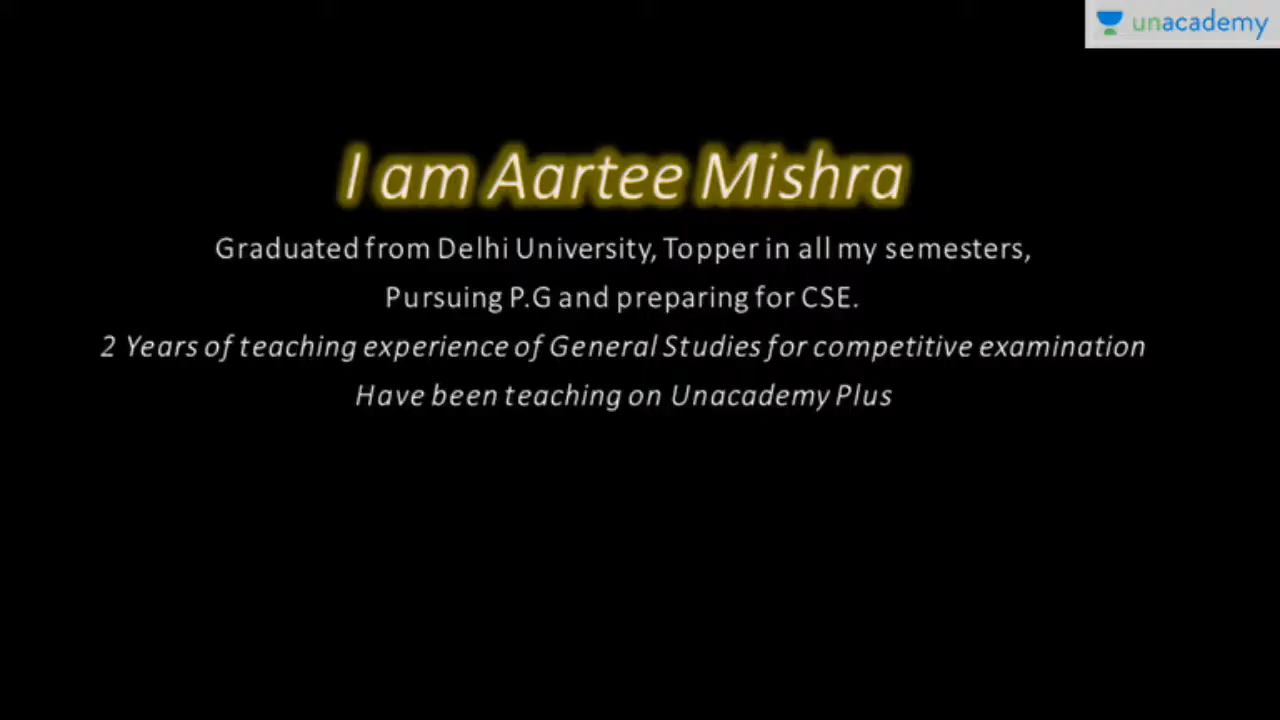 unacademy
I am Aartee Mishra
Graduated from Delhi University, Topper in all my semesters,
Pursuing P.G and preparing for CSE.
2 Years of teaching experience of General Studies for competitive examination
Have been teaching on Unacademy Plus